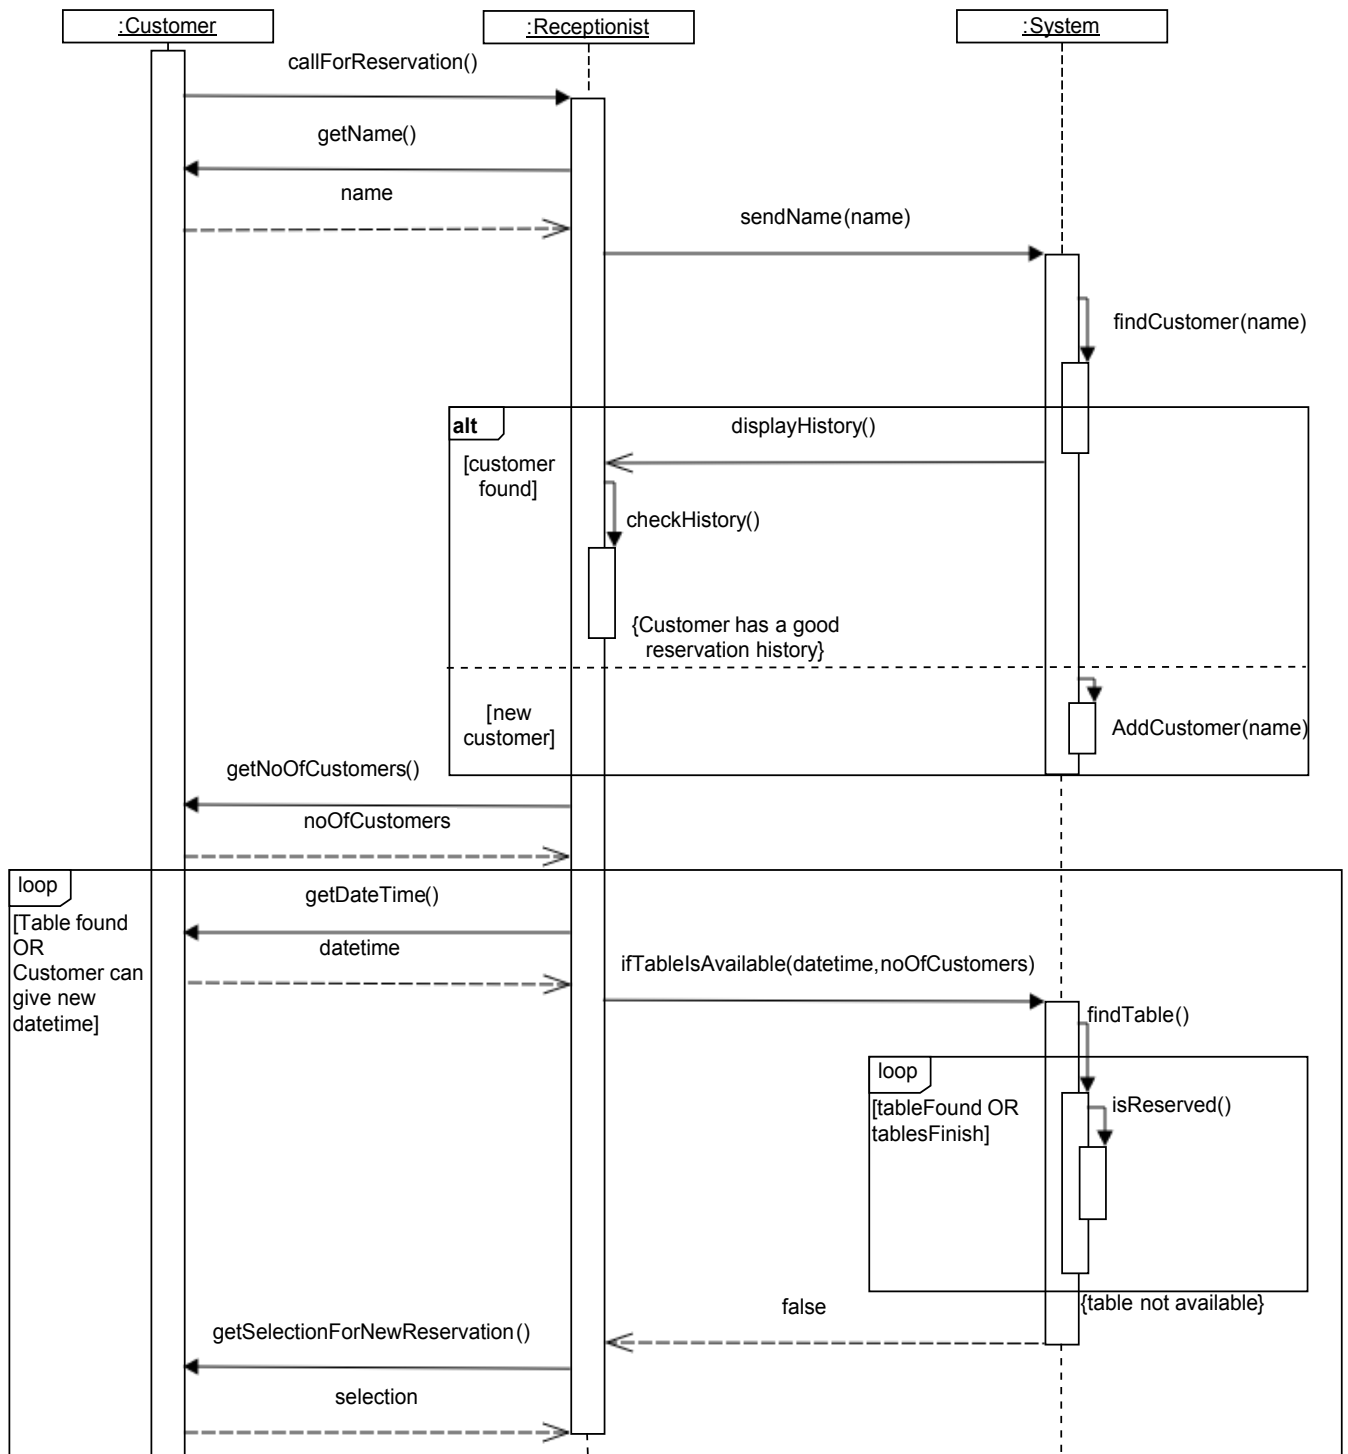 :Customer
:Receptionist
:System
callForReservation()
getName()
name
sendName(name)
findCustomer(name)
alt
displayHistory()
[customer
found]
checkHistory()
{Customer has a good
reservation history}
[new
customer]
AddCustomer(name)
getNoOfCustomers()
noOfCustomers
loop
getDateTime()
[Table found
OR
Customer can
give new
datetime]
datetime
ifTableIsAvailable(datetime,noOfCustomers)
findTable()
loop
[tableFound OR
tablesFinish]
isReserved()
false
{table not available}
getSelectionForNewReservation()
selection